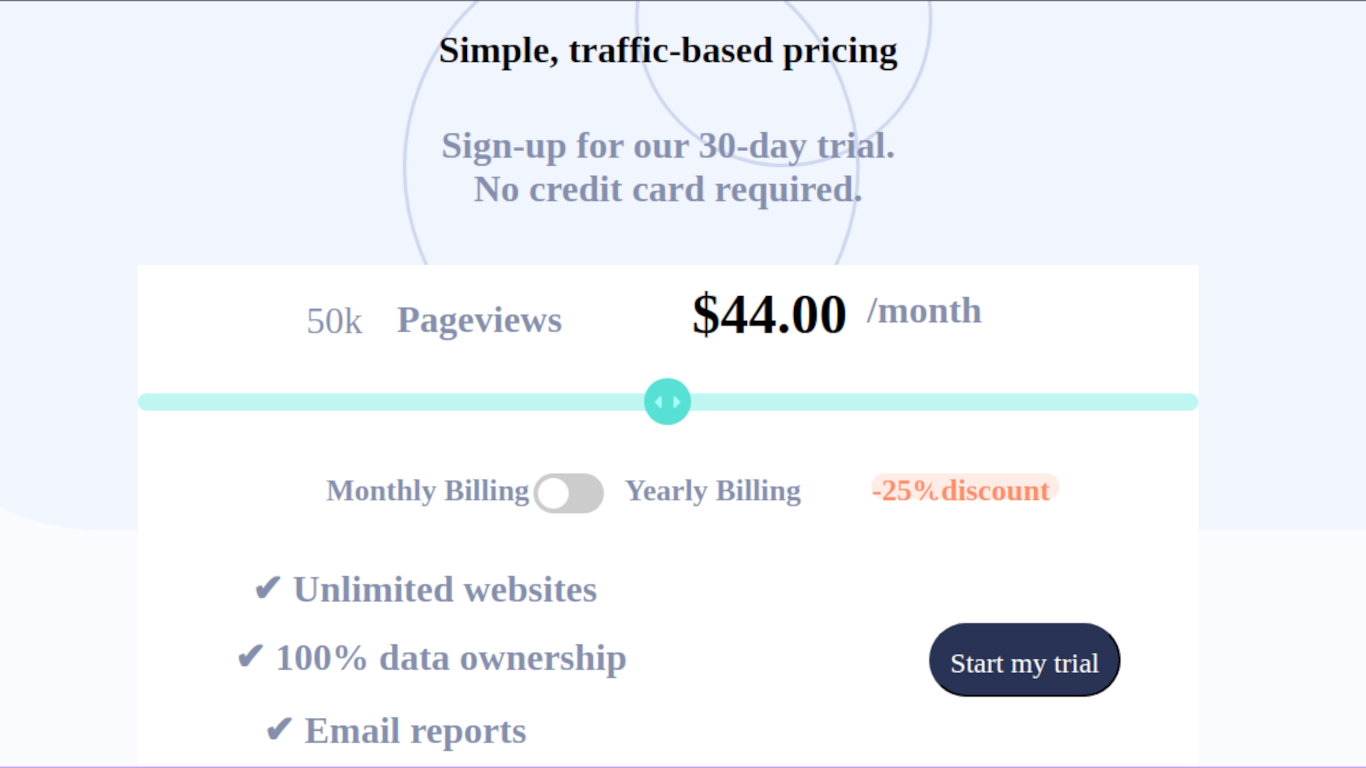 Simple, traffic-based pricing
Sign-up for our 30-day trial.
No credit card required.
50k Pageviews $44.00 /month
Monthly Billing Yearly Billing -25%discount
✔ Unlimited websites
✔ 100% data ownership
Start my trial
✔ Email reports